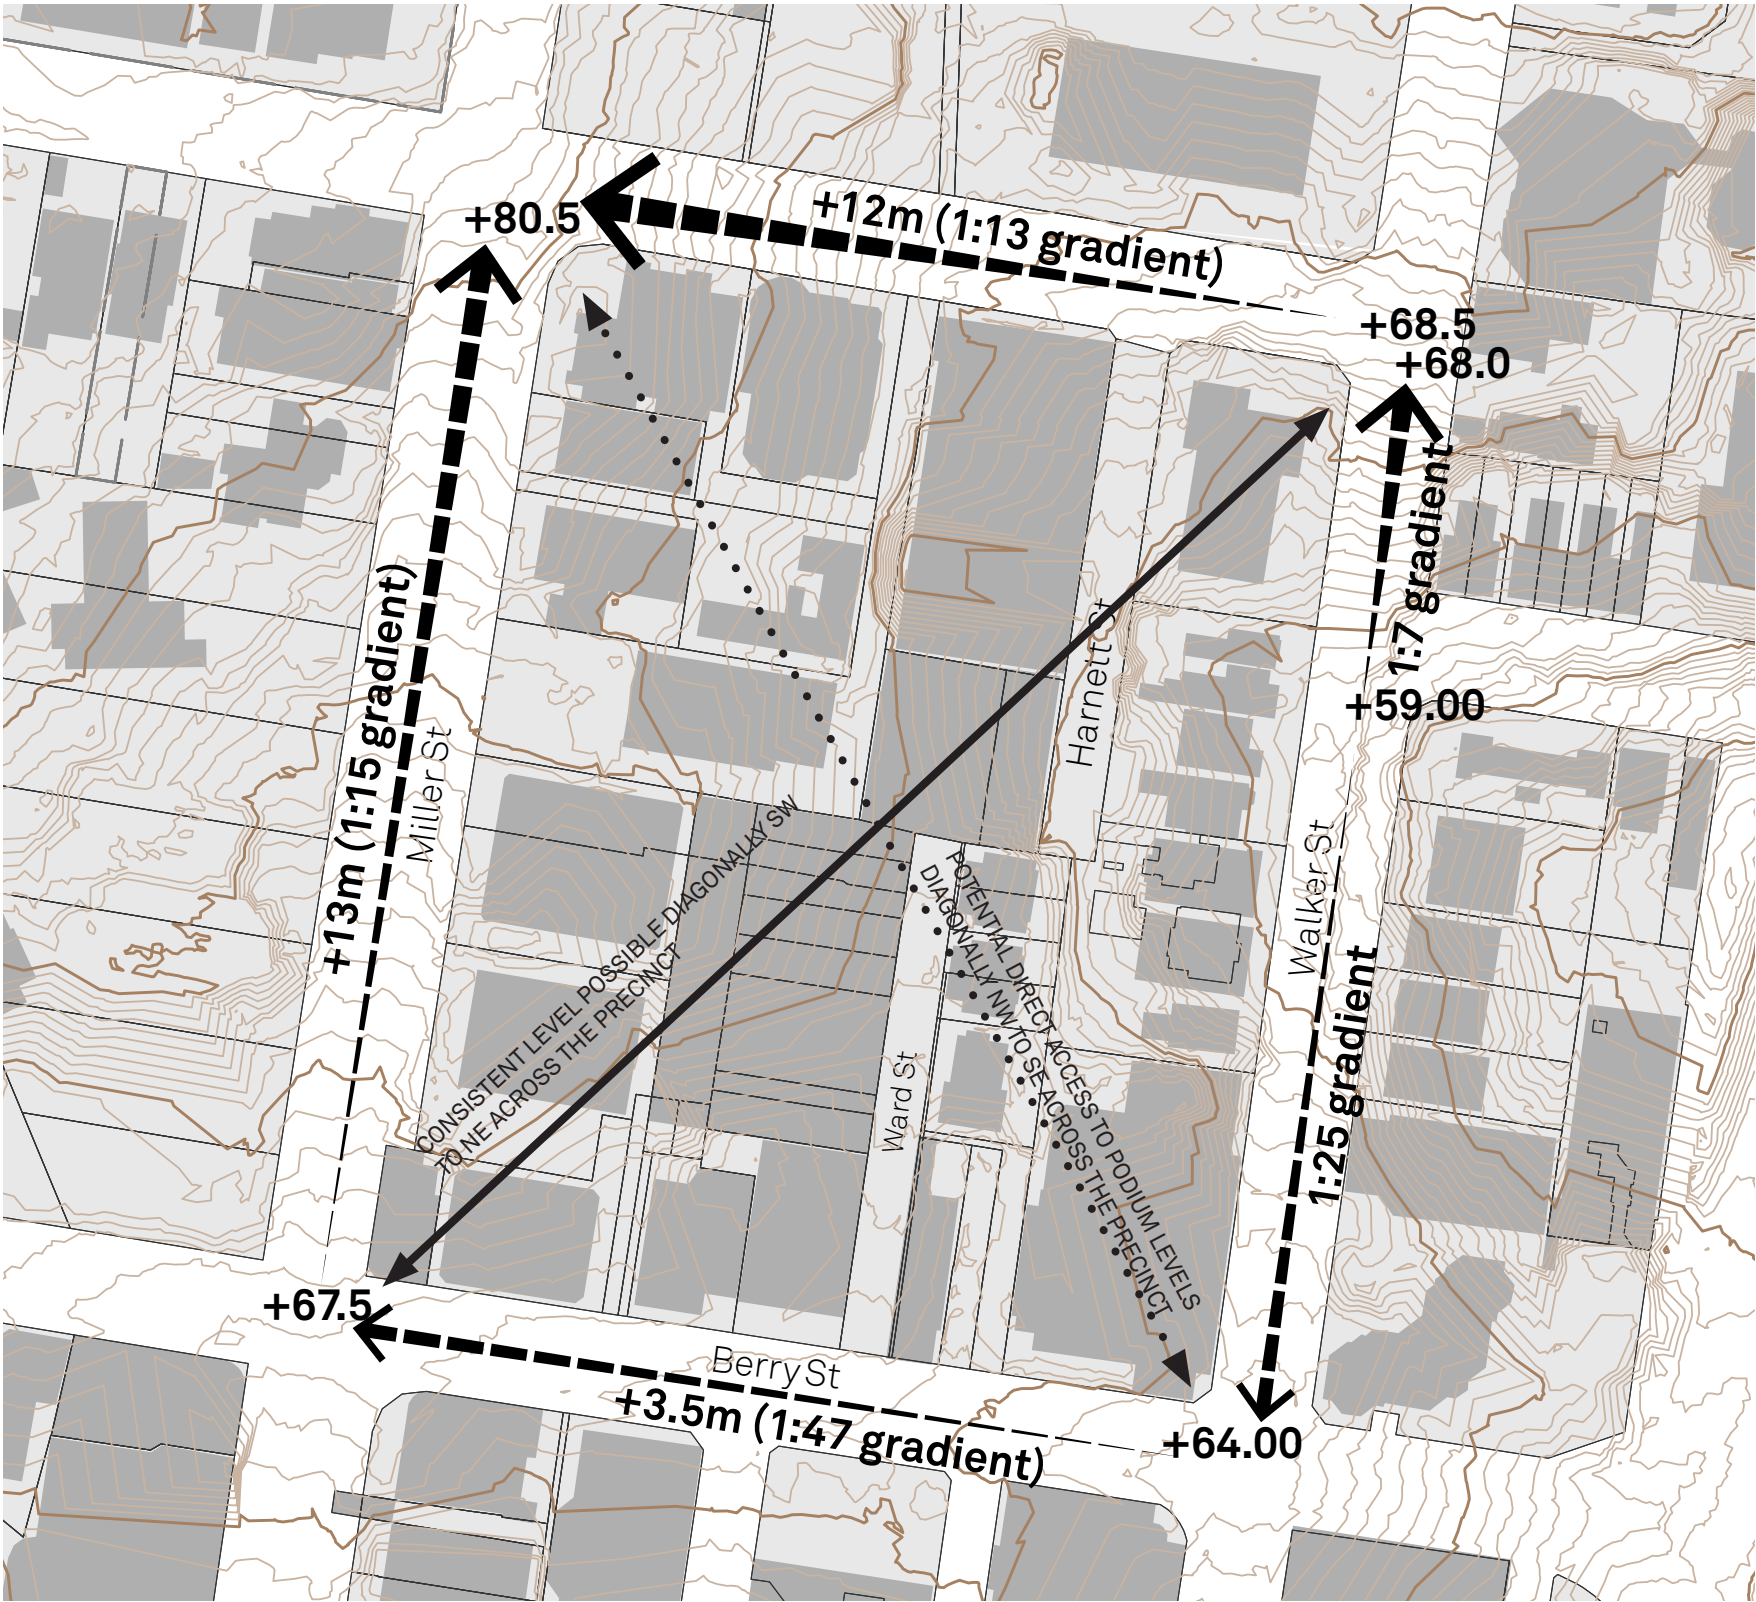 +80.5
+12m (1:13 gradient)
+68.5
+68.0
1:7 gradient
+13m (1:15 gradient)
Miller St
Harnett St
+59.00
CONSISTENT LEVEL POSSIBLE DIAGONALLY SW
TO NE ACROSS THE PRECINCT
POTENTIAL DIRECT ACCESS TO PODIUM LEVELS
DIAGONALLY NW TO SE ACROSS THE PRECINCT
Walker St
1:25 gradient
Ward St
+67.5
Berry St
+3.5m (1:47 gradient)
+64.00